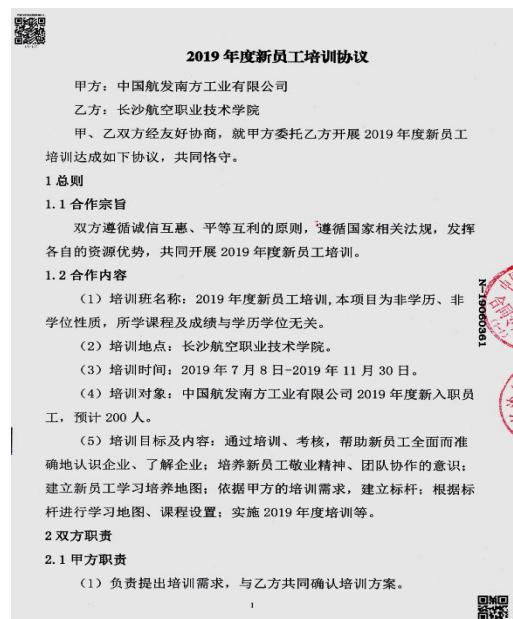 2019 年度新员工培训协议
甲方：中国航发南方工业有限公司
乙方：长沙航空职业技术学院
甲、乙双方经友好协商，就甲方委托乙方开展 2019 年度新员工
培训达成如下协议，共同恪守。
1 总则
1.1 合作宗旨
双方遵循诚信互惠、平等互利的原则，遵循国家相关法规，发挥
各自的资源优势，共同开展 2019 年度新员工培训。
1.2 合作内容
（1）培训班名称：2019 年度新员工培训,本项目为非学历、非
学位性质，所学课程及成绩与学历学位无关。
（2）培训地点：长沙航空职业技术学院。
（3）培训时间：2019 年 7 月 8 日-2019 年 11 月 30 日。
（4）培训对象：中国航发南方工业有限公司 2019 年度新入职员
工，预计 200 人。
（5）培训目标及内容：通过培训、考核，帮助新员工全面而准
确地认识企业、了解企业；培养新员工敬业精神、团队协作的意识；
建立新员工学习培养地图；依据甲方的培训需求，建立标杆；根据标
杆进行学习地图、课程设置；实施 2019 年度培训等。
2 双方职责
2.1 甲方职责
（1）负责提出培训需求，与乙方共同确认培训方案。
1
N-19060361
合同